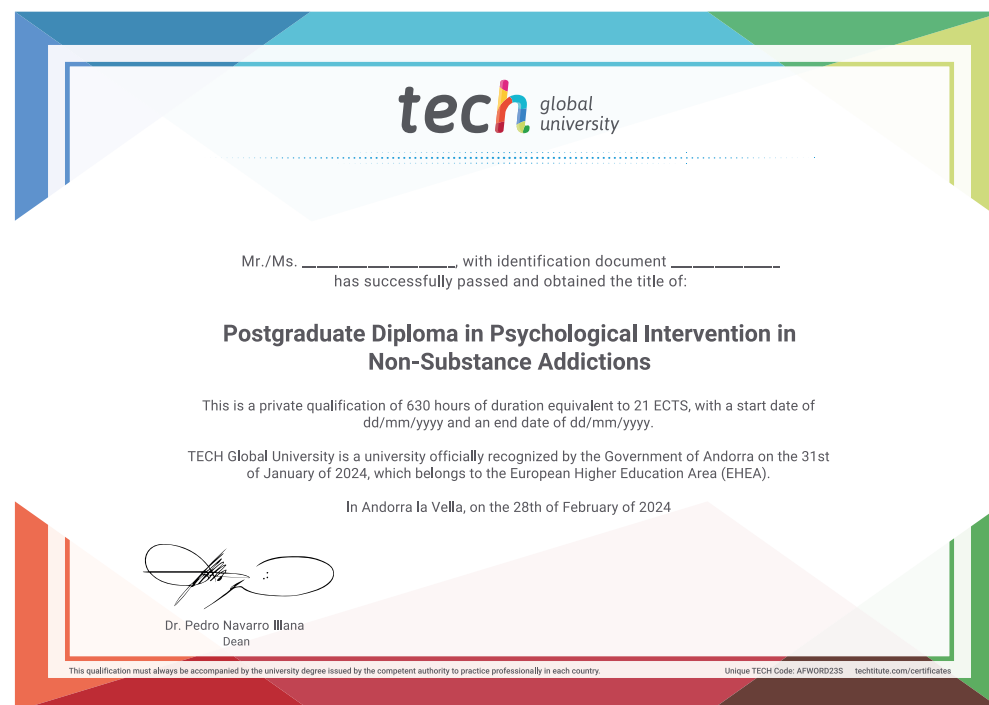 tech global
university
Mr./Ms. ____________________, with identification document ______________
has successfully passed and obtained the title of:
Postgraduate Diploma in Psychological Intervention in
Non-Substance Addictions
This is a private qualification of 630 hours of duration equivalent to 21 ECTS, with a start date of
dd/mm/yyyy and an end date of dd/mm/yyyy.
TECH Global University is a university officially recognized by the Government of Andorra on the 31st
of January of 2024, which belongs to the European Higher Education Area (EHEA).
In Andorra la Vella, on the 28th of February of 2024
Dr. Pedro Navarro Illana
Dean
This qualification must always be accompanied by the university degree issued by the competent authority to practice professionally in each country.
Unique TECH Code: AFWORD23S techtitute.com/certificates